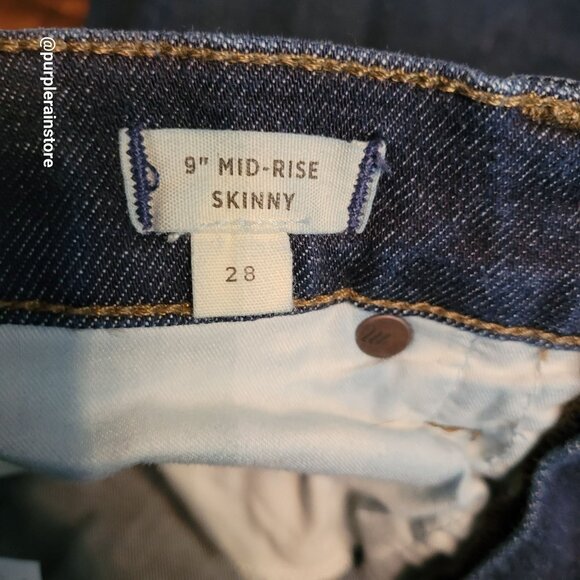 @purplerainstore
9" MID-RISE
SKINNY
28
m